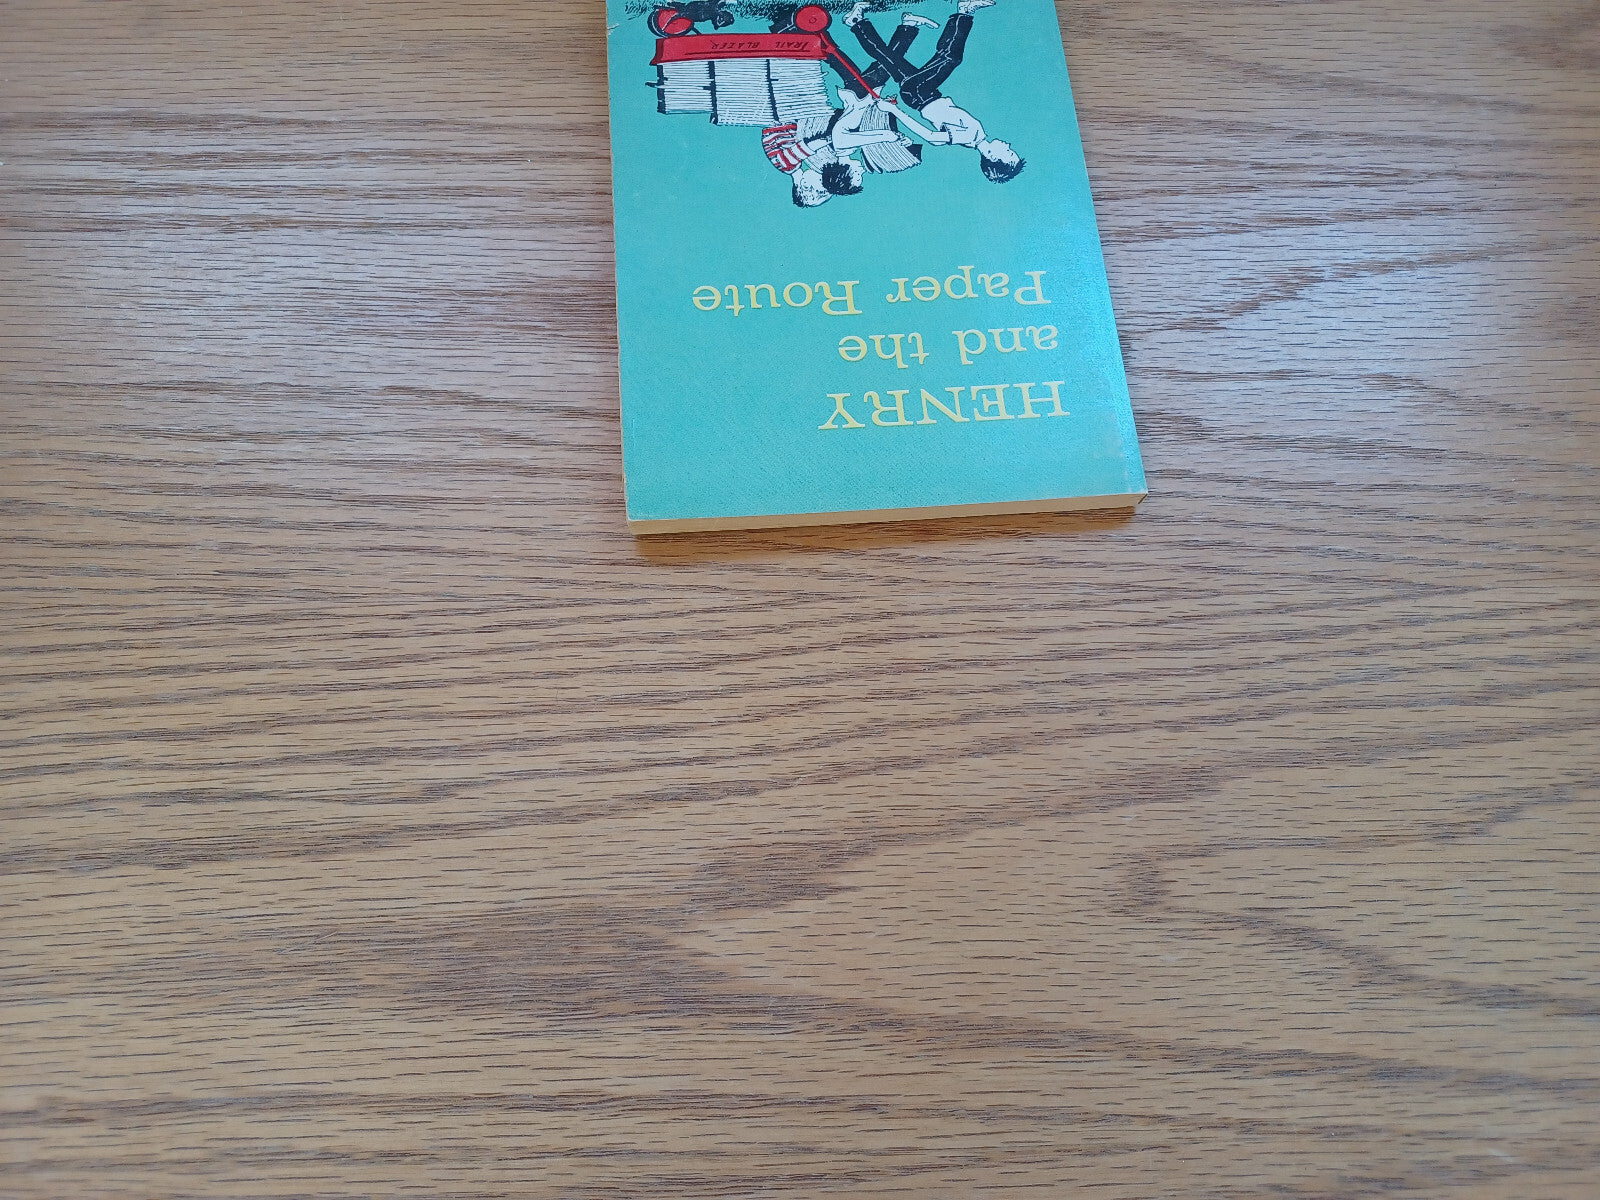 HENRY
and the
Paper Route
TRAIL BLAZER